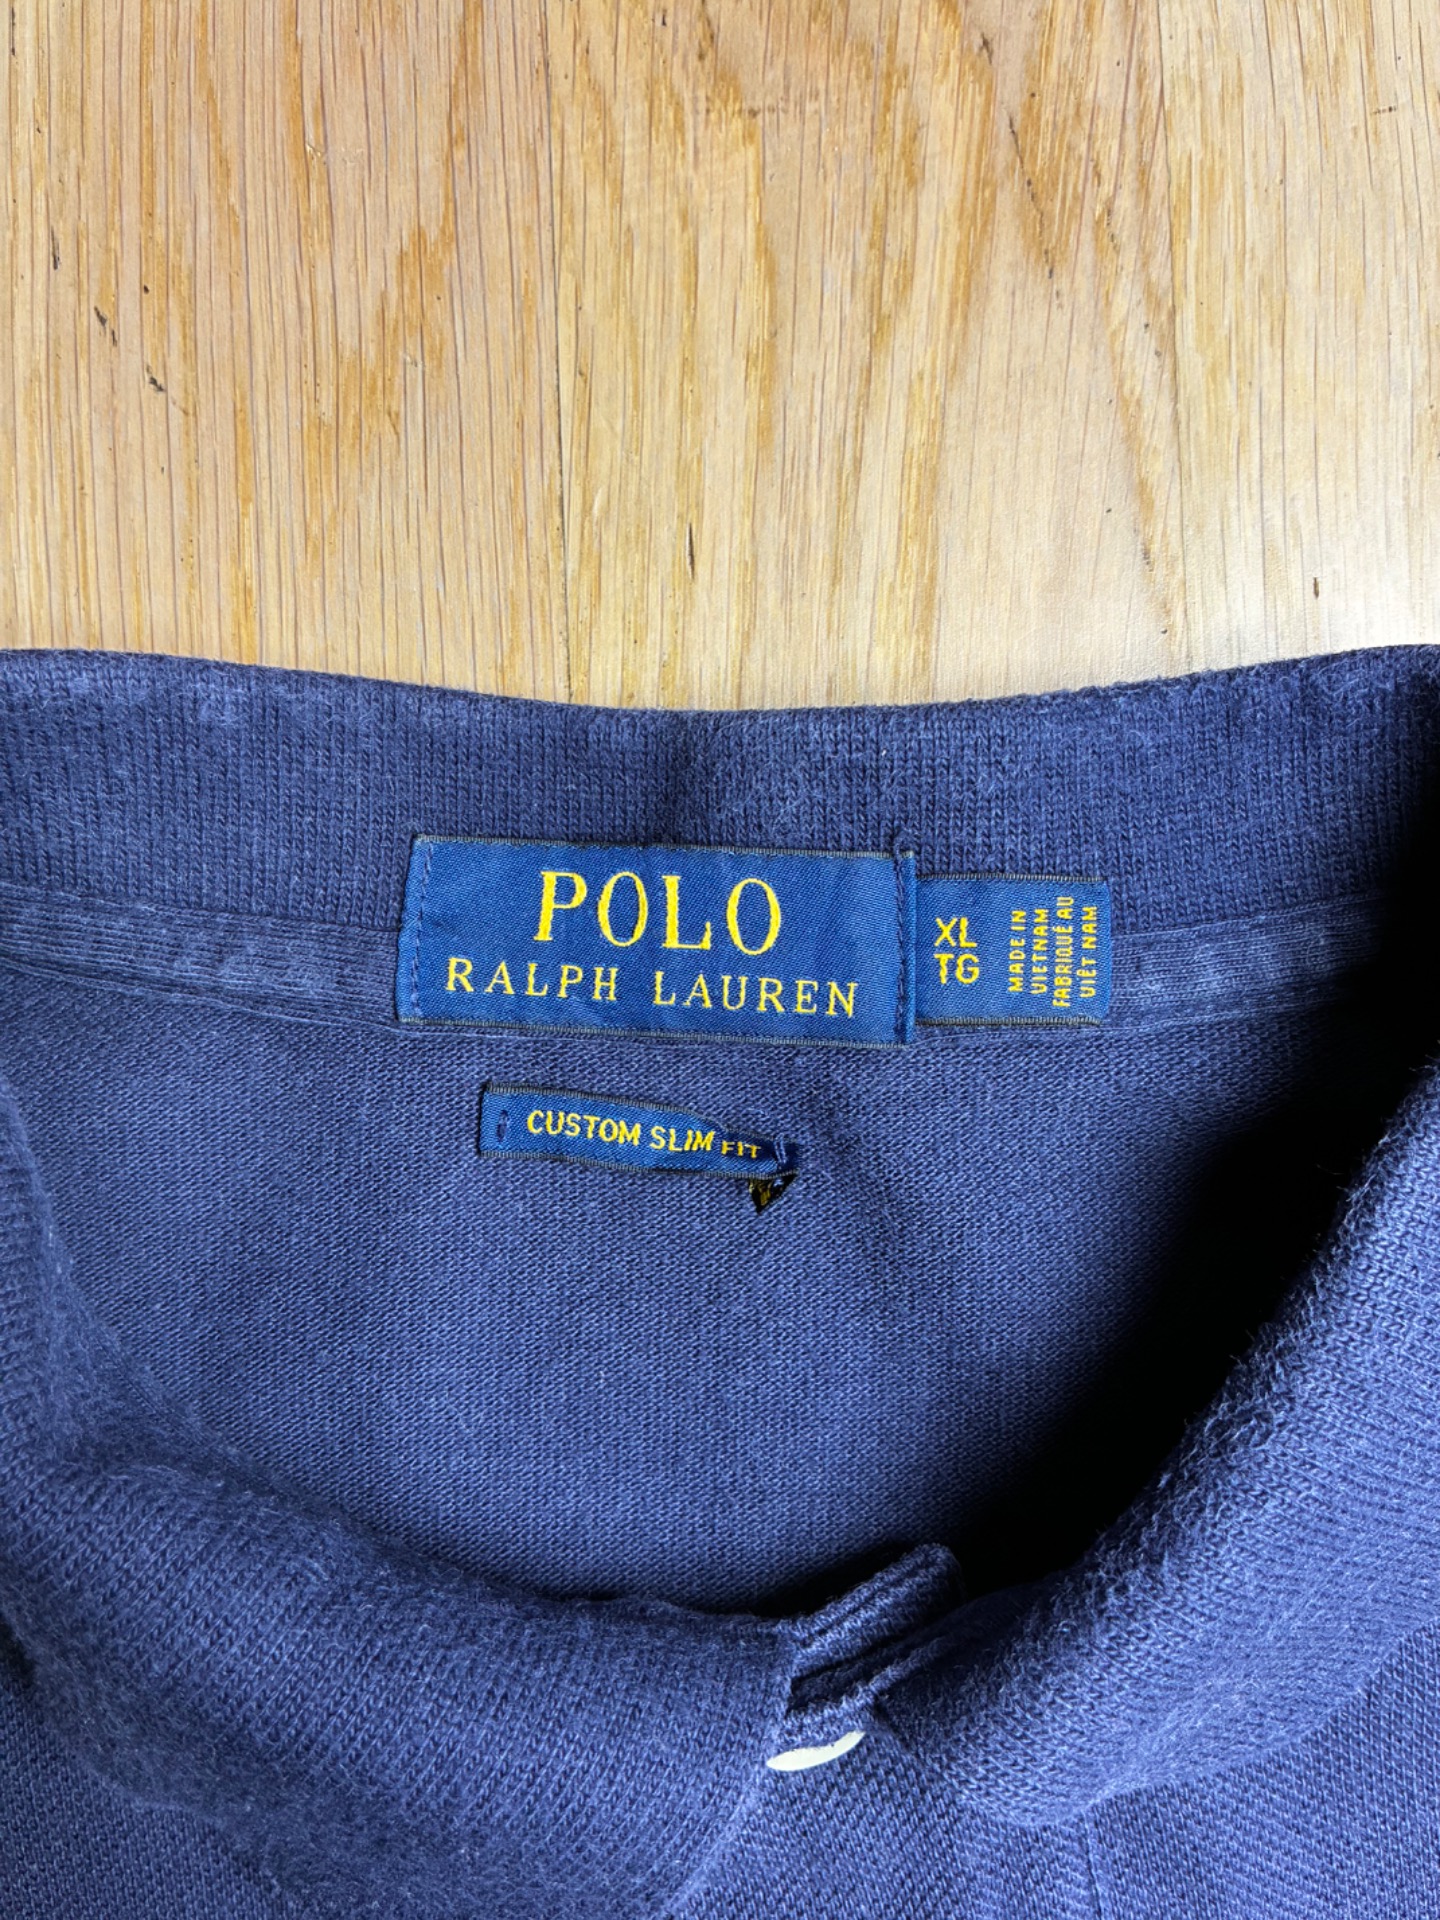 POLO
RALPH LAUREN
XL
TG
MADE IN
VIETNAM
FABRIQUÉ AU
VIÊT NAM
CUSTOM SLIM FIT